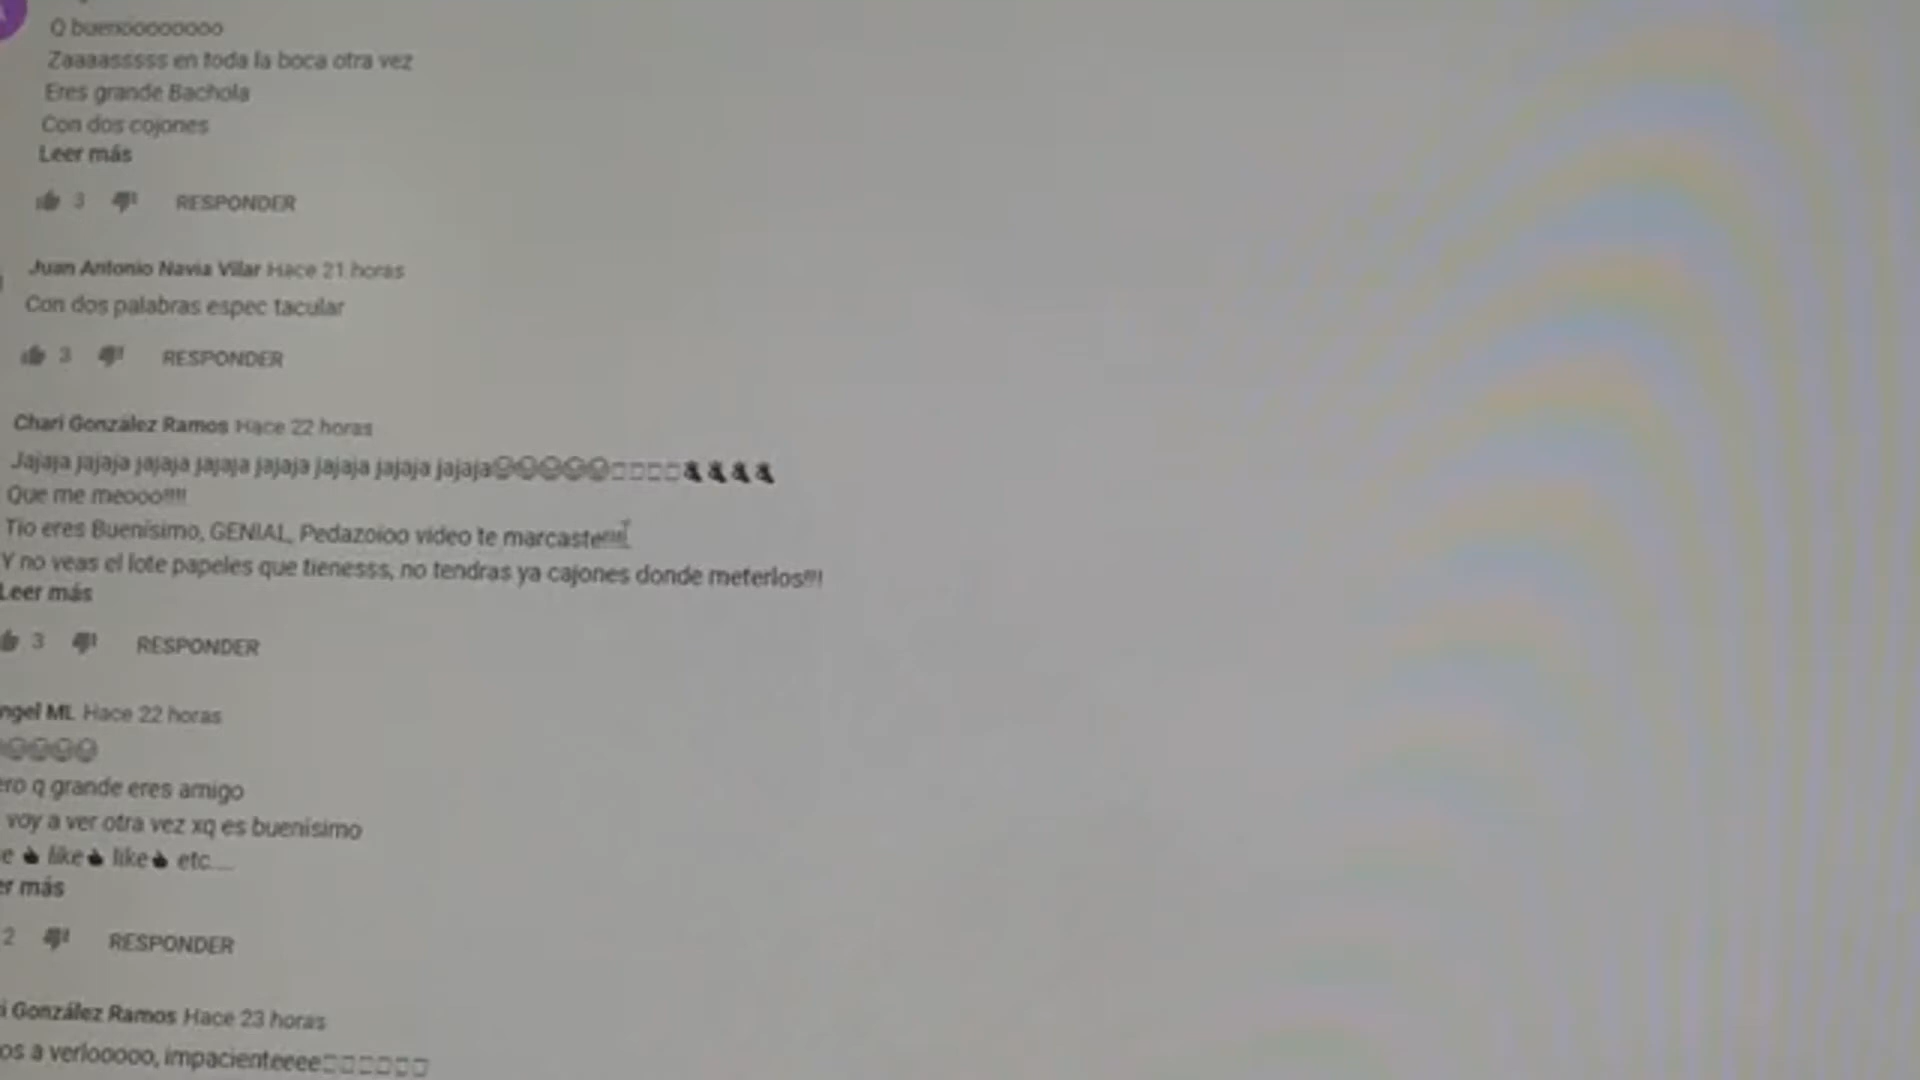 Q buenooooooooo
Zaaaasssss en toda la boca otra vez
Eres grande Bachola
Con dos cojones
Leer más
3 RESPONDER
Juan Antonio Navia Vilar Hace 21 horas
Con dos palabras espec tacular
3 RESPONDER
Chari González Ramos Hace 22 horas
Jajaja jajaja jajaja jajaja jajaja jajaja jajaja jajaja
Que me meooo!!!!
Tio eres Buenísimo, GENIAL, Pedazoioo video te marcaste!!!!
Y no veas el lote papeles que tienesss, no tendras ya cajones donde meterlos!!!!
Leer más
3 RESPONDER
ngel ML Hace 22 horas
ero q grande eres amigo
voy a ver otra vez xq es buenísimo
e 👍 like👍 like👍 etc....
er más
2 RESPONDER
i González Ramos Hace 23 horas
os a verlooooo, impacienteeee